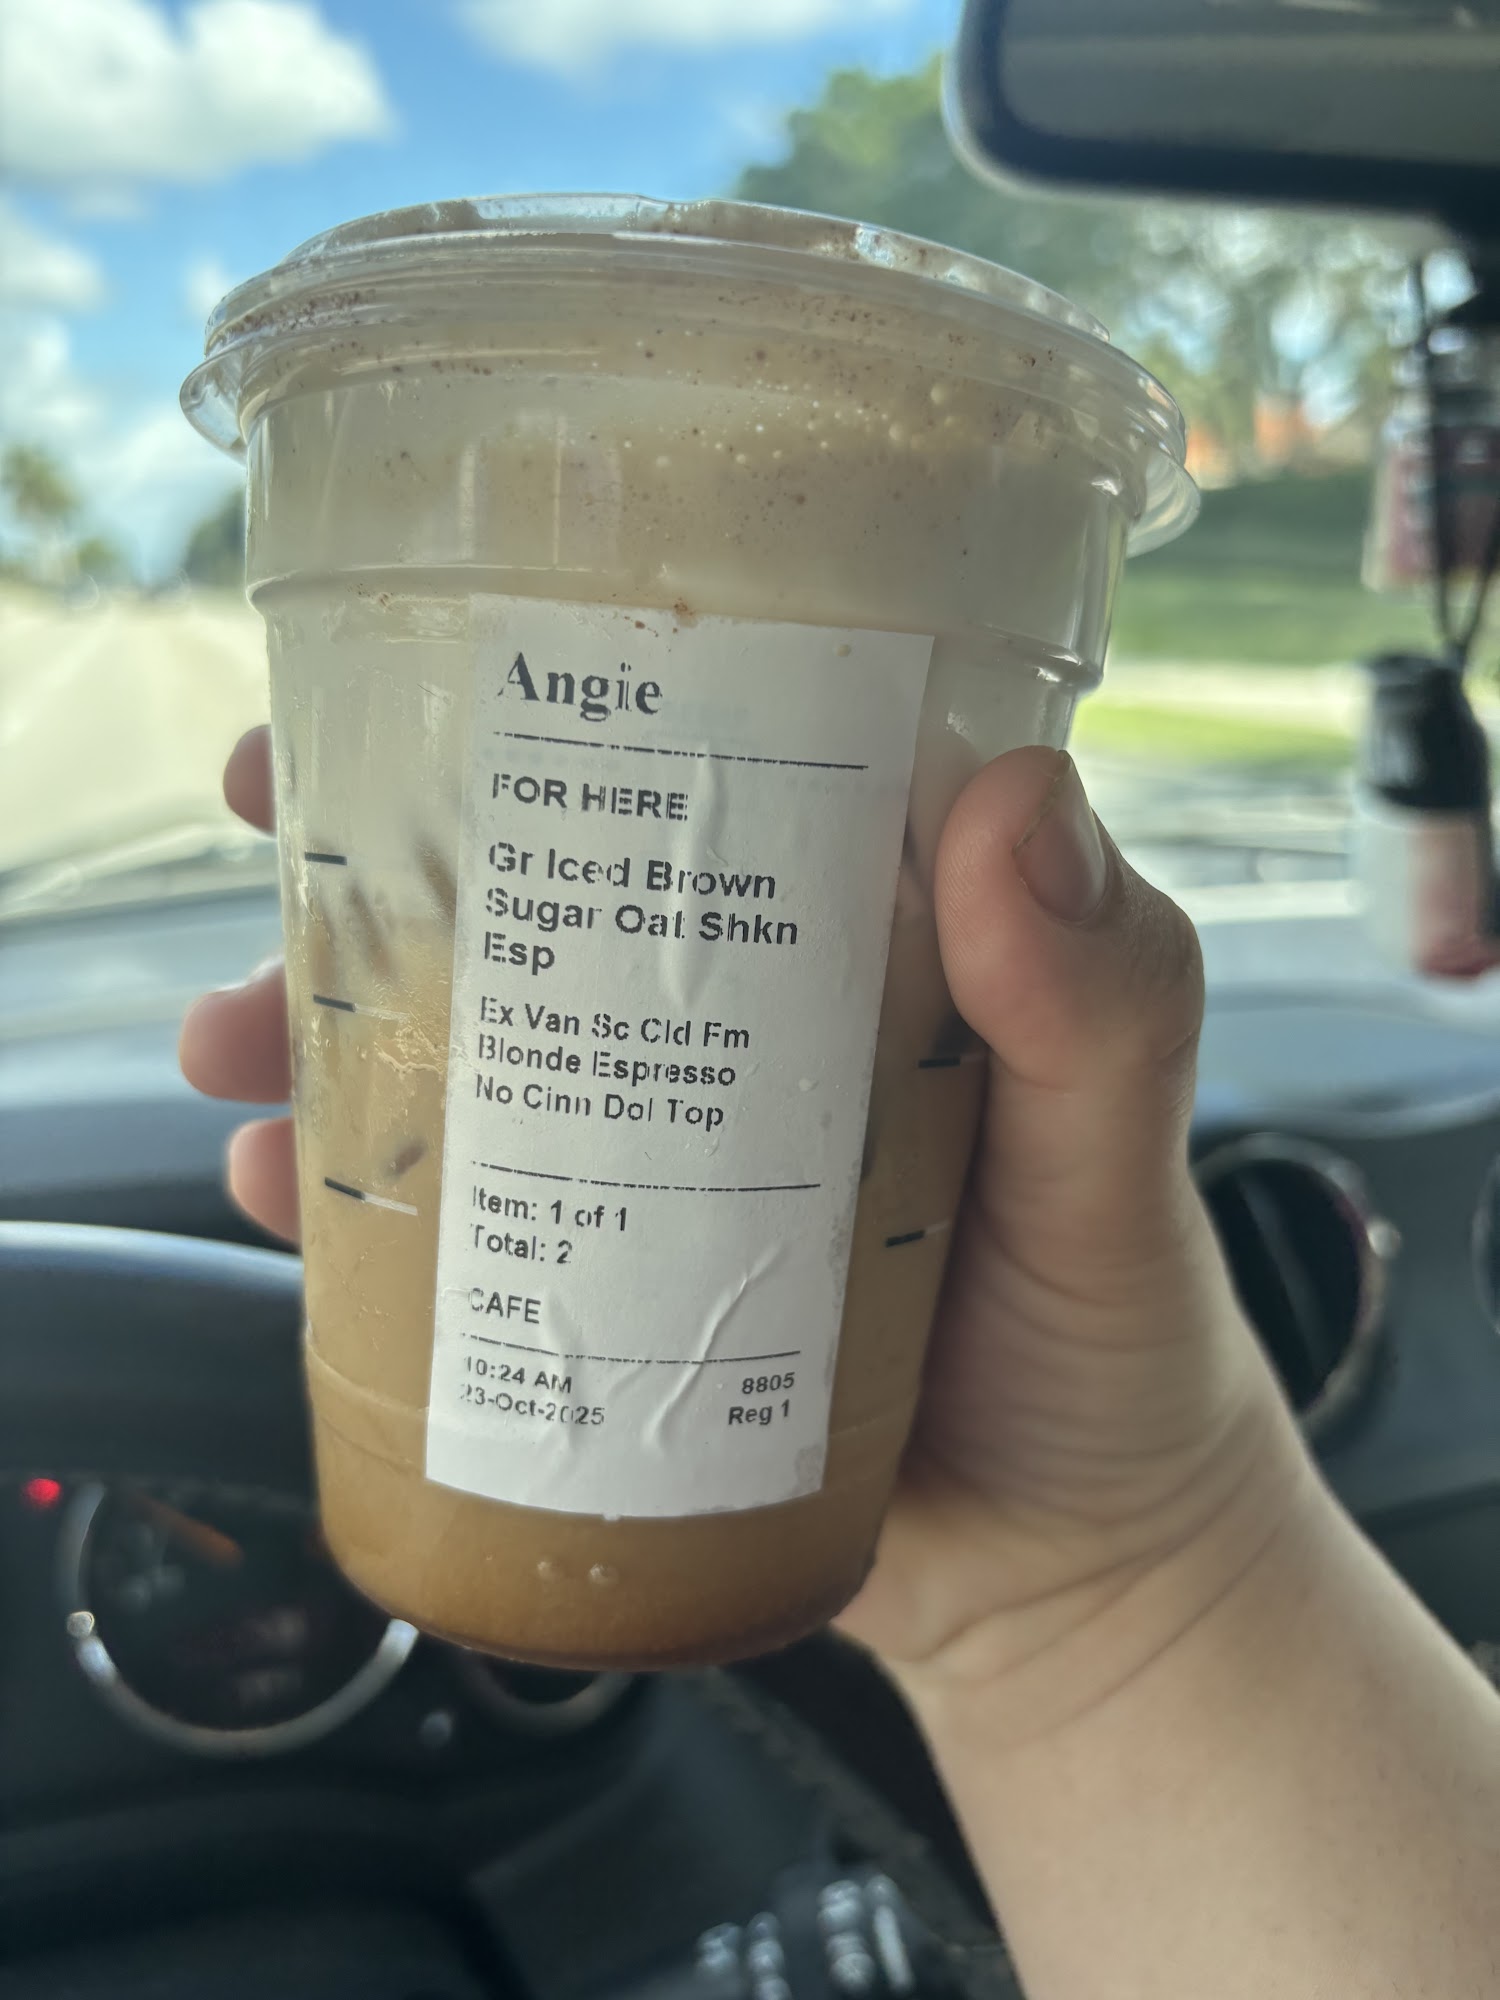 Angie
FOR HERE
Gr Iced Brown
Sugar Oat Shkn
Esp
Ex Van Sc Cld Fm
Blonde Espresso
No Cinn Dol Top
Item: 1 of 1
Total: 2
CAFE
10:24 AM 8805
23-Oct-2025 Reg 1